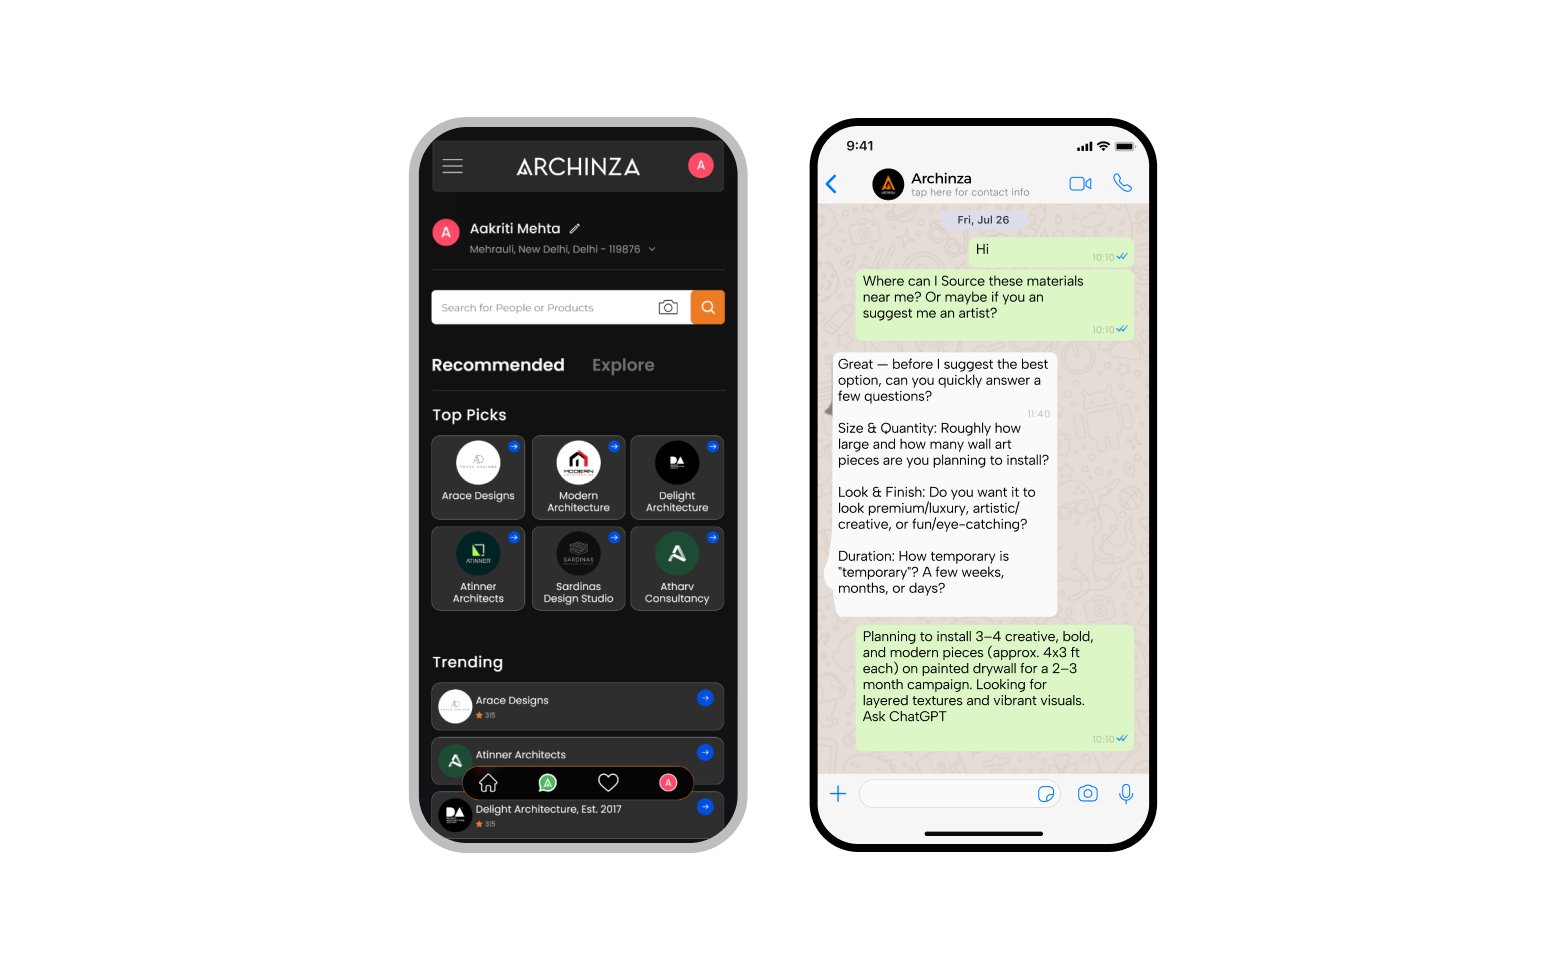 ARCHINZA
A
A
Aakriti Mehta
Mehrauli, New Delhi, Delhi - 119876
Search for People or Products
Recommended
Explore
Top Picks
Arace Designs
MODERN
Modern
Architecture
DA
Delight
Architecture
ATINNER
Atinner
Architects
SARDINAS
Sardinas
Design Studio
A
Atharv
Consultancy
Trending
Arace Designs
315
A
Atinner Architects
A
DA
Delight Architecture, Est. 2017
315
9:41
Archinza
tap here for contact info
Fri, Jul 26
Hi
10:10
Where can I Source these materials
near me? Or maybe if you an
suggest me an artist?
10:10
Great — before I suggest the best
option, can you quickly answer a
few questions?
11:40
Size & Quantity: Roughly how
large and how many wall art
pieces are you planning to install?
Look & Finish: Do you want it to
look premium/luxury, artistic/
creative, or fun/eye-catching?
Duration: How temporary is
"temporary"? A few weeks,
months, or days?
Planning to install 3–4 creative, bold,
and modern pieces (approx. 4x3 ft
each) on painted drywall for a 2–3
month campaign. Looking for
layered textures and vibrant visuals.
Ask ChatGPT
10:10